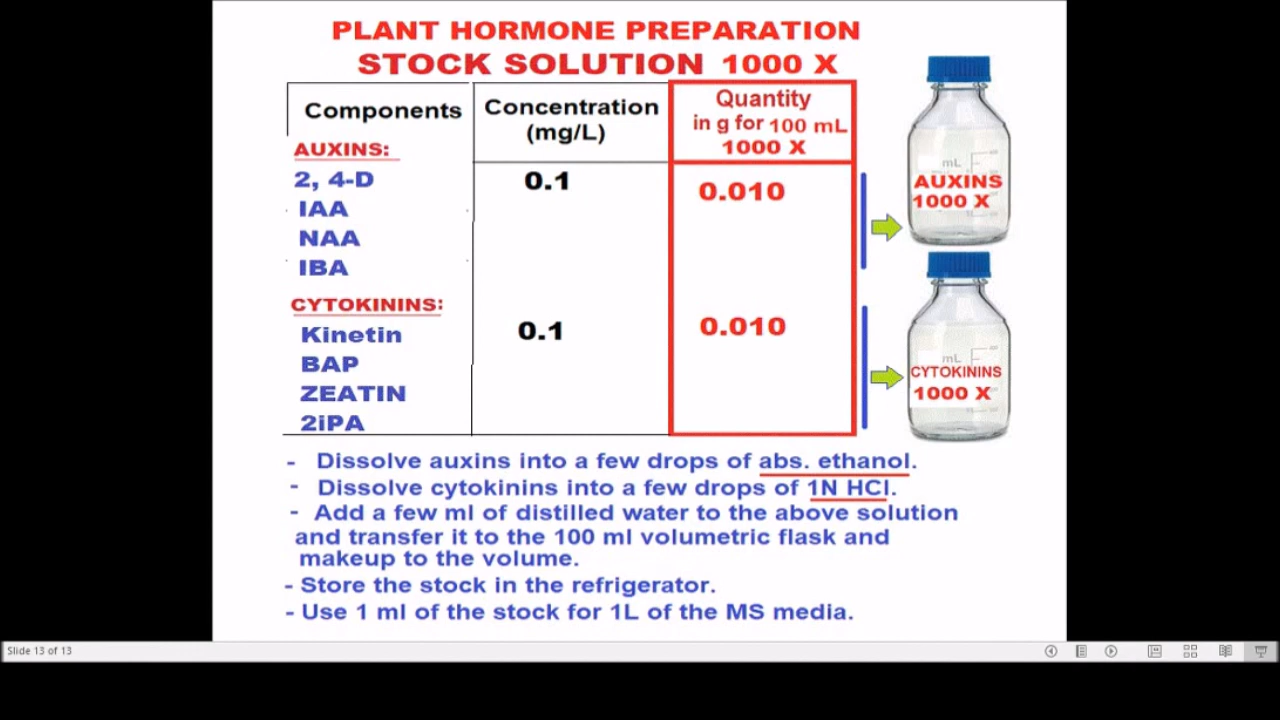 PLANT HORMONE PREPARATION
STOCK SOLUTION 1000 X
Components
Concentration
(mg/L)
Quantity
in g for 100 mL
1000 X
AUXINS:
2, 4-D
0.1
0.010
IAA
NAA
IBA
mL
AUXINS
1000 X
CYTOKININS:
Kinetin
0.1
0.010
BAP
ZEATIN
2iPA
mL
CYTOKININS
1000 X
- Dissolve auxins into a few drops of abs. ethanol.
- Dissolve cytokinins into a few drops of 1N HCl.
- Add a few ml of distilled water to the above solution
and transfer it to the 100 ml volumetric flask and
makeup to the volume.
- Store the stock in the refrigerator.
- Use 1 ml of the stock for 1L of the MS media.
Slide 13 of 13